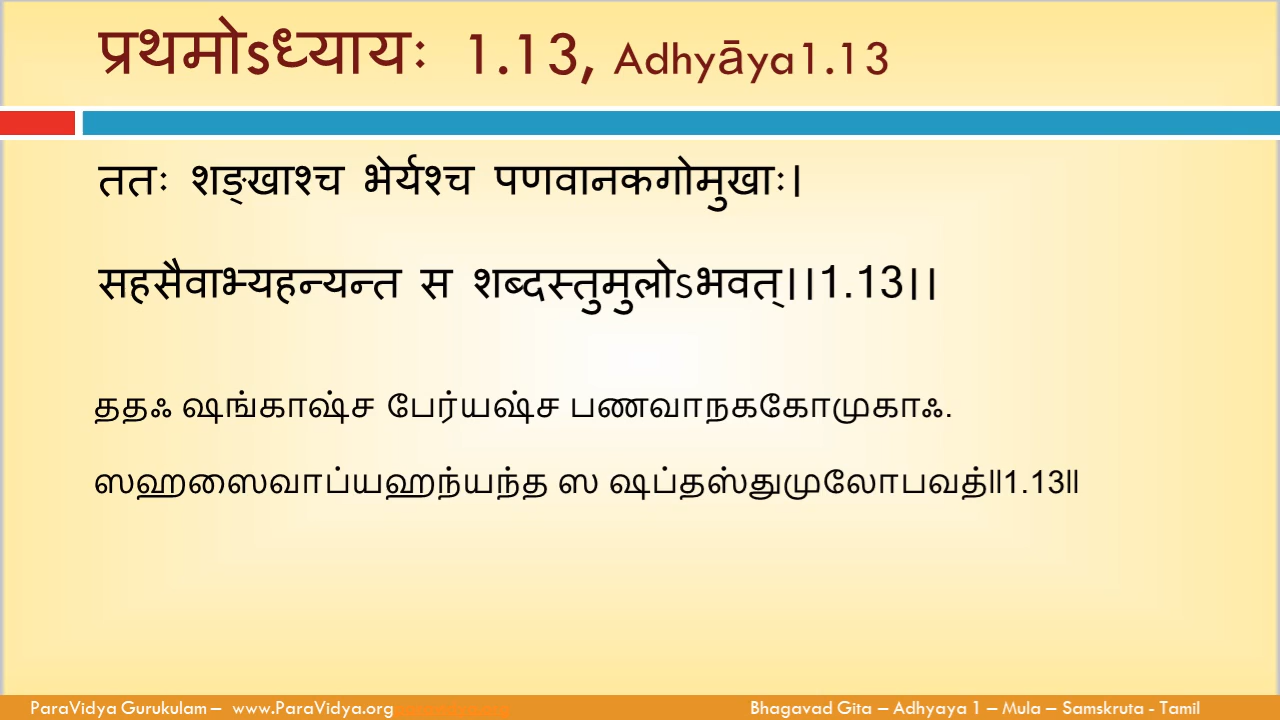 प्रथमोऽध्यायः 1.13, Adhyāya1.13
ततः शङ्खाश्च भेर्यश्च पणवानकगोमुखाः।
सहसैवाभ्यहन्यन्त स शब्दस्तुमुलोऽभवत्।।1.13।।
ததஃ ஷங்காஷ்ச பேர்யஷ்ச பணவாநககோமுகாஃ.
ஸஹஸைவாப்யஹந்யந்த ஸ ஷப்தஸ்துமுலோபவத்৷৷1.13৷৷
ParaVidya Gurukulam – www.ParaVidya.org
Bhagavad Gita – Adhyaya 1 – Mula – Samskruta - Tamil